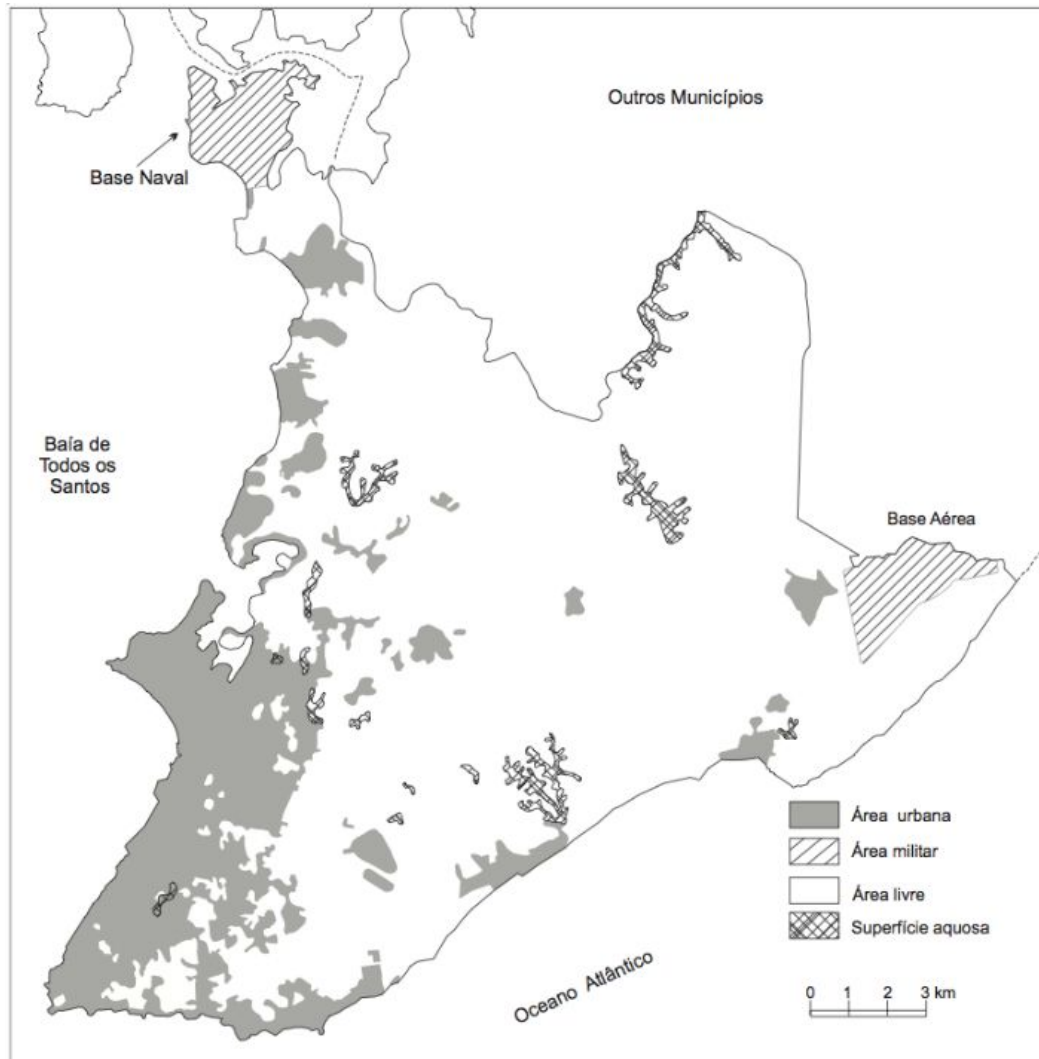 Outros Municípios
Base Naval
Baía de
Todos os
Santos
Base Aérea
Área urbana
Área militar
Área livre
Superfície aquosa
Oceano Atlântico
0 1 2 3 km